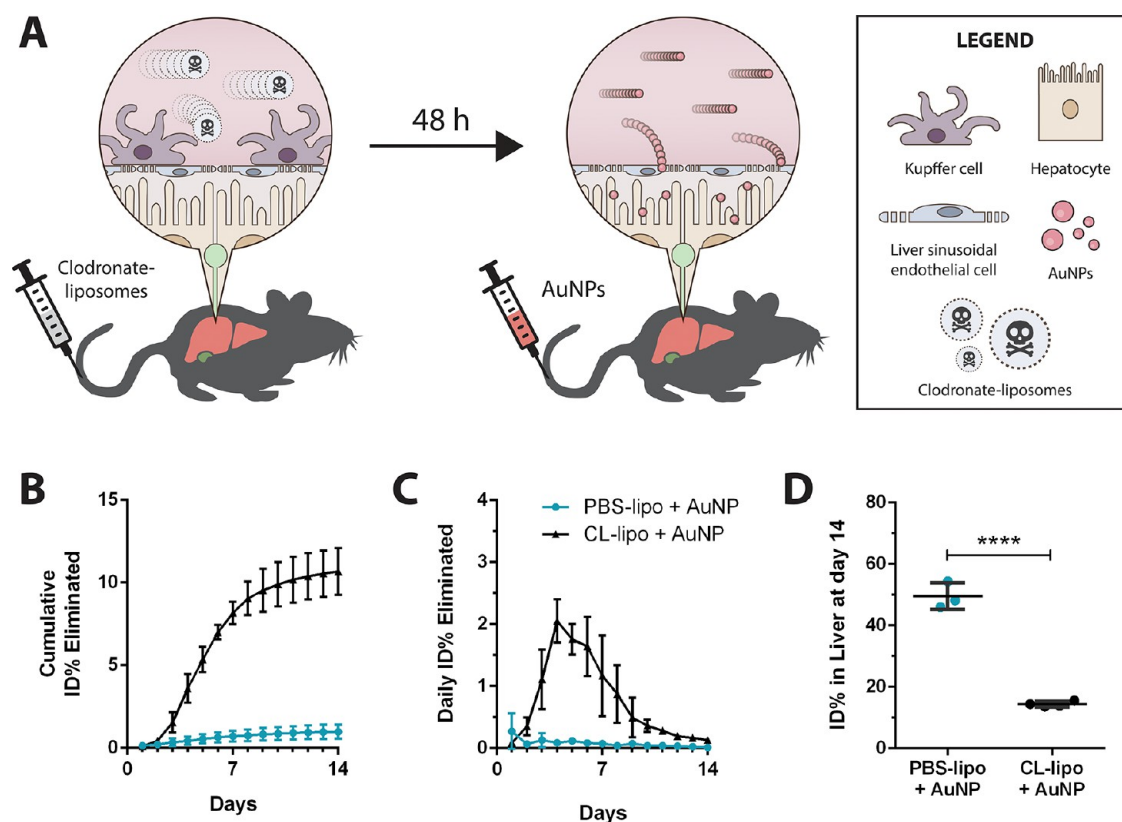 A
48 h
Clodronate-
liposomes
AuNPs
LEGEND
Kupffer cell
Hepatocyte
Liver sinusoidal
endothelial cell
AuNPs
Clodronate-liposomes
B
Cumulative
ID% Eliminated
15
10
5
0
0
7
14
Days
C
Daily ID% Eliminated
4
3
2
1
0
PBS-lipo + AuNP
CL-lipo + AuNP
0
7
14
Days
D
ID% in Liver at day 14
80
60
40
20
0
****
PBS-lipo
+ AuNP
CL-lipo
+ AuNP